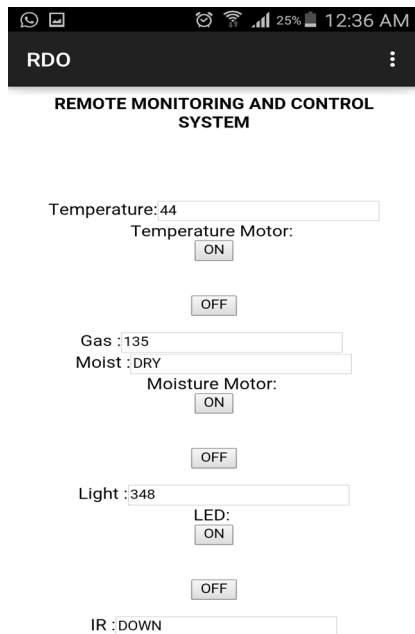 25% 12:36 AM
RDO
REMOTE MONITORING AND CONTROL
SYSTEM
Temperature: 44
Temperature Motor:
ON
OFF
Gas : 135
Moist : DRY
Moisture Motor:
ON
OFF
Light : 348
LED:
ON
OFF
IR : DOWN